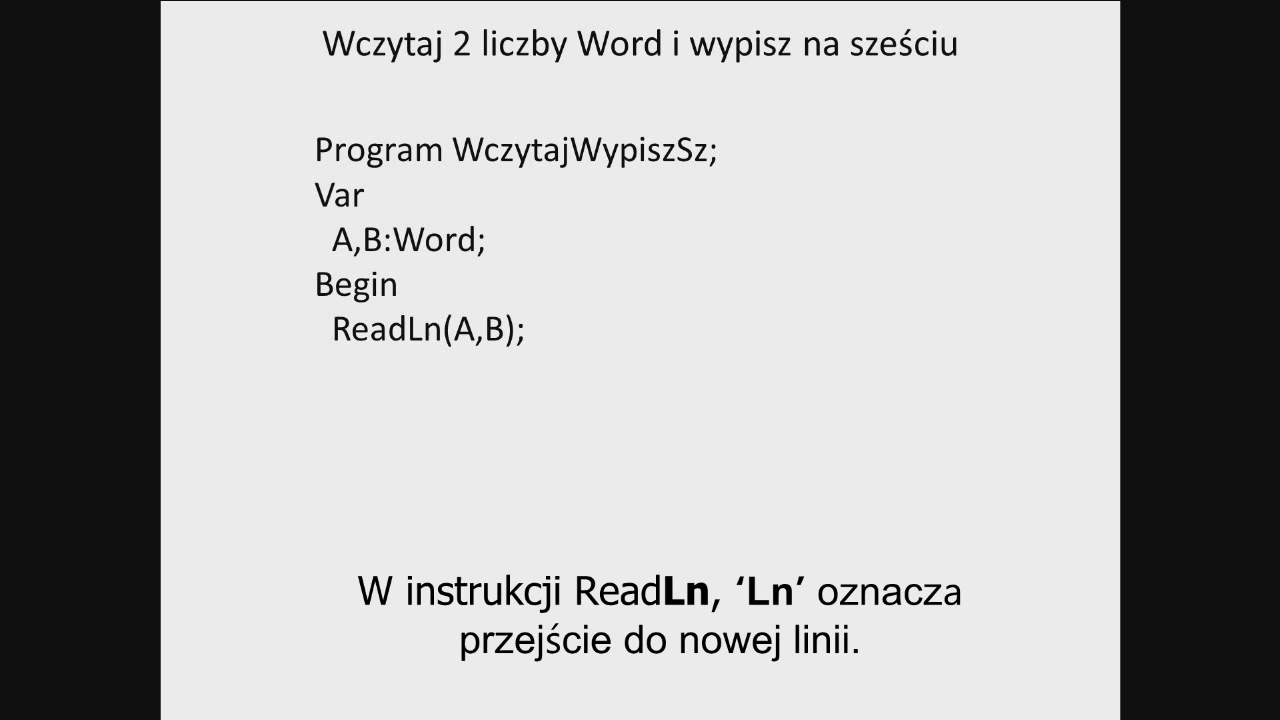 Wczytaj 2 liczby Word i wypisz na sześciu
Program WczytajWypiszSz;
Var
A,B:Word;
Begin
ReadLn(A,B);
W instrukcji ReadLn, ‘Ln’ oznacza
przejście do nowej linii.